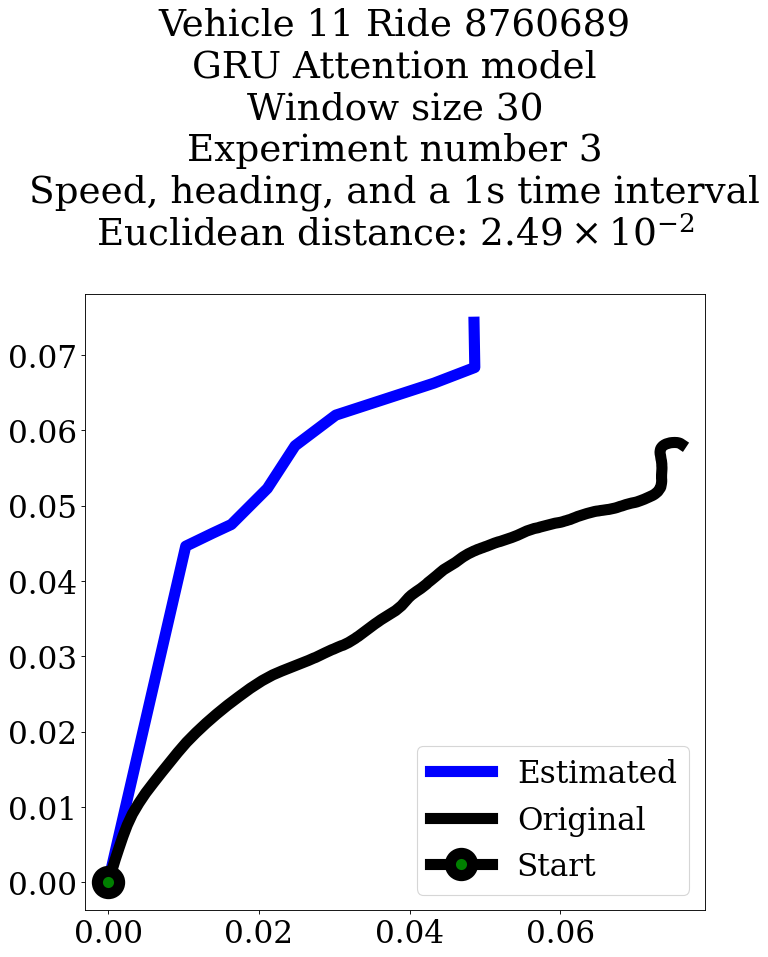 Vehicle 11 Ride 8760689
GRU Attention model
Window size 30
Experiment number 3
Speed, heading, and a 1s time interval
Euclidean distance: 2.49 × 10⁻²
0.07
0.06
0.05
0.04
0.03
0.02
0.01
0.00
Estimated
Original
Start
0.00 0.02 0.04 0.06